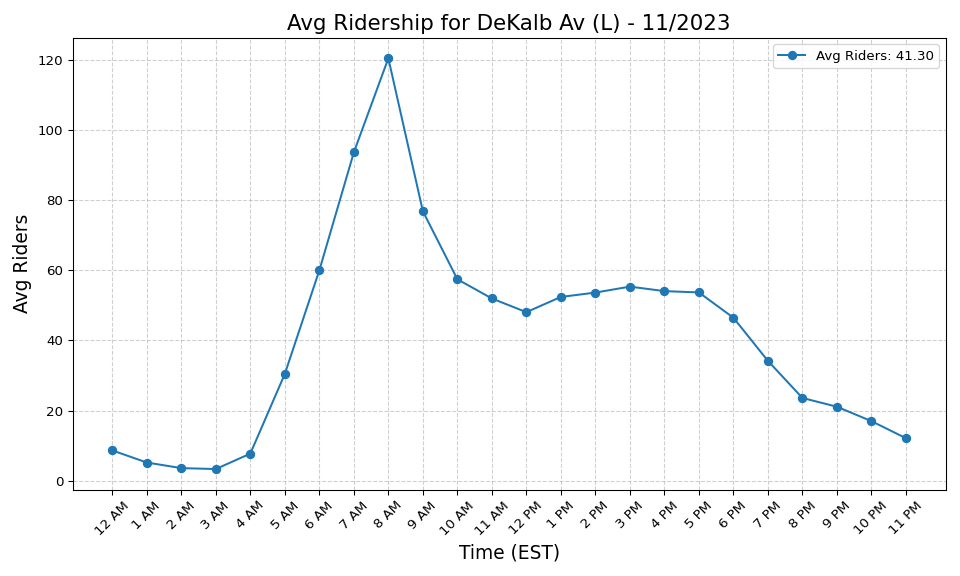 Avg Ridership for DeKalb Av (L) - 11/2023
Avg Riders: 41.30
Avg Riders
120
100
80
60
40
20
0
12 AM
1 AM
2 AM
3 AM
4 AM
5 AM
6 AM
7 AM
8 AM
9 AM
10 AM
11 AM
12 PM
1 PM
2 PM
3 PM
4 PM
5 PM
6 PM
7 PM
8 PM
9 PM
10 PM
11 PM
Time (EST)